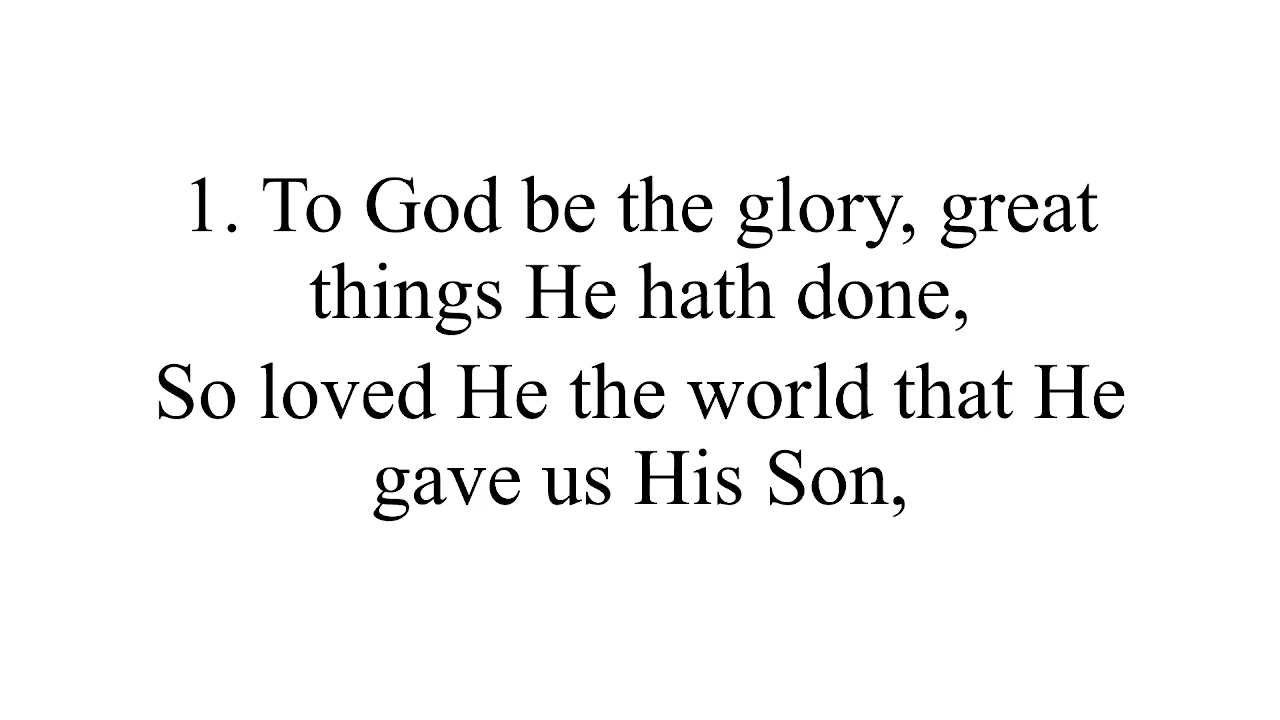 1. To God be the glory, great
things He hath done,
So loved He the world that He
gave us His Son,